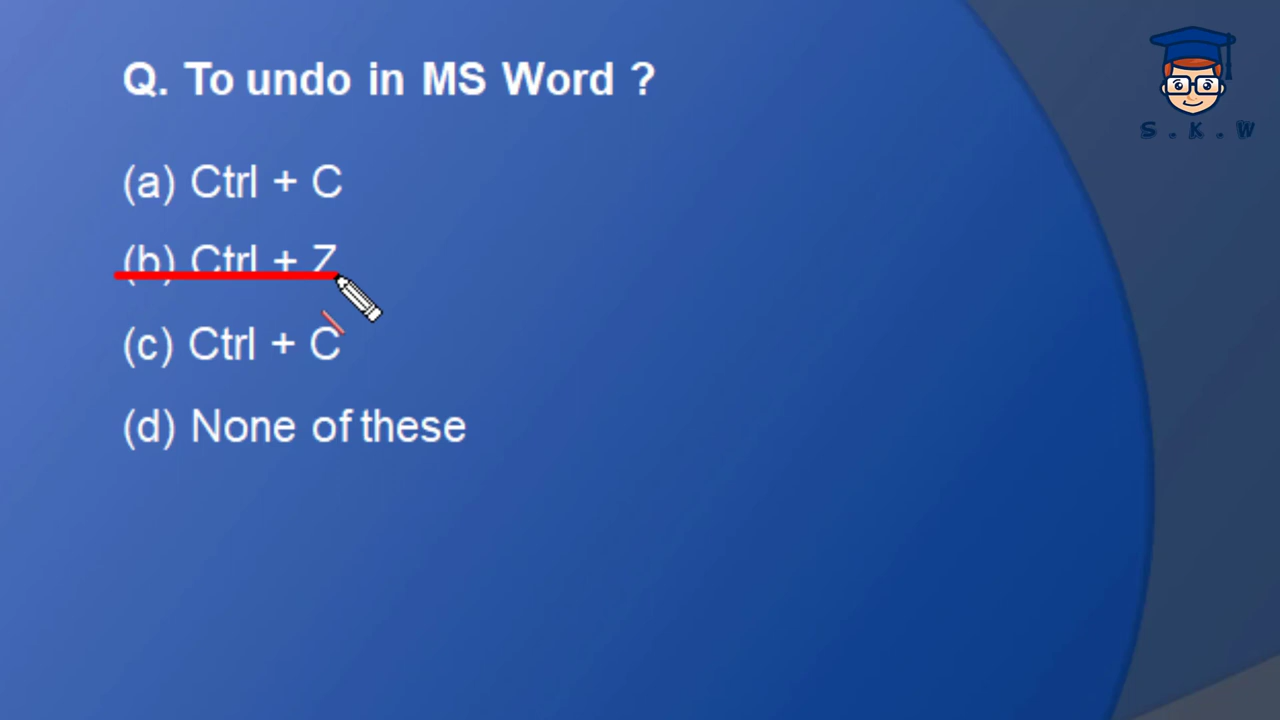 Q. To undo in MS Word ?
S . K . W
(a) Ctrl + C
(b) Ctrl + Z
(c) Ctrl + C
(d) None of these